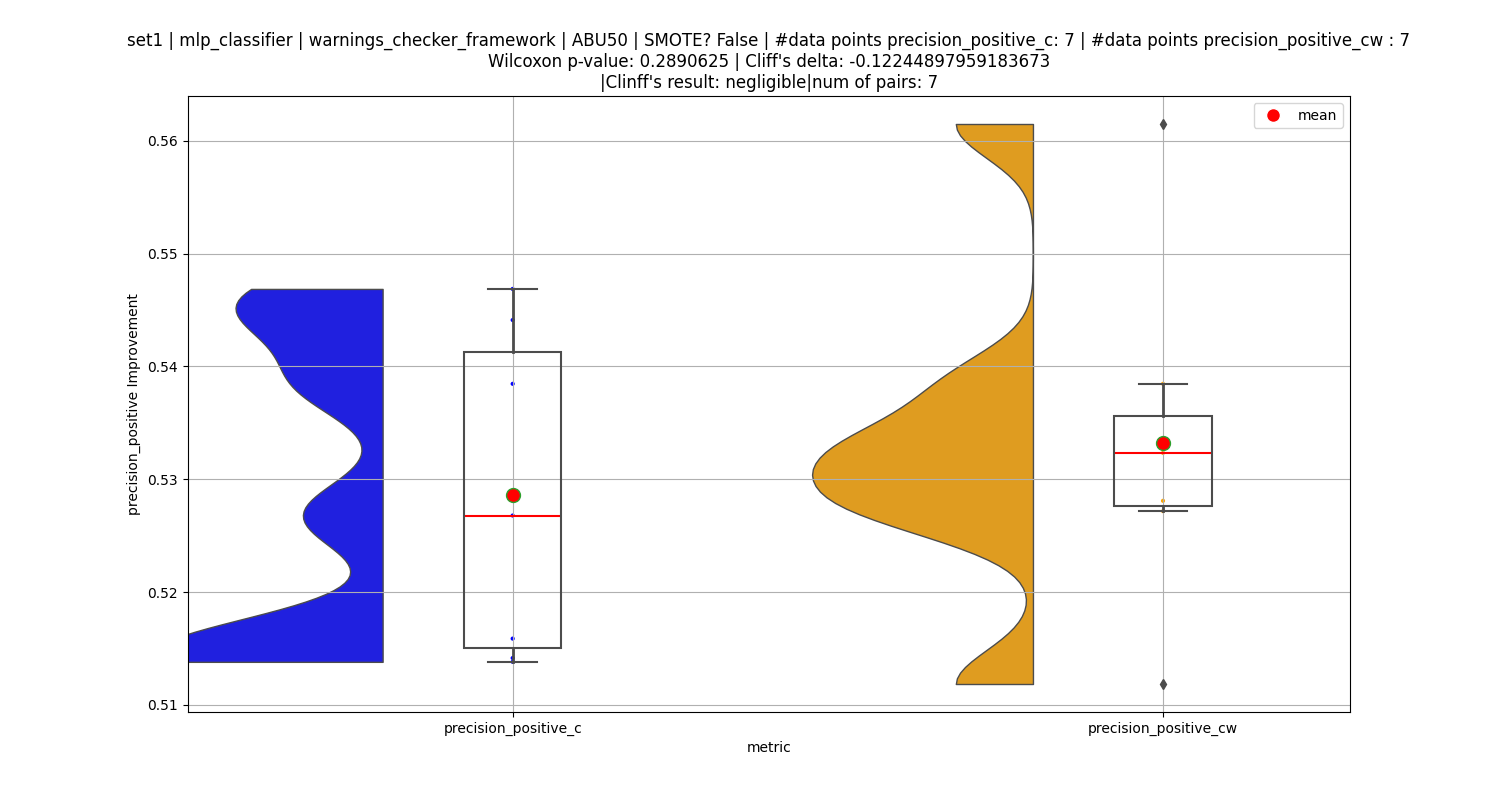 set1 | mlp_classifier | warnings_checker_framework | ABU50 | SMOTE? False | #data points precision_positive_c: 7 | #data points precision_positive_cw : 7
Wilcoxon p-value: 0.2890625 | Cliff's delta: -0.12244897959183673
|Clinff's result: negligible|num of pairs: 7
mean
precision_positive Improvement
0.56
0.55
0.54
0.53
0.52
0.51
precision_positive_c
precision_positive_cw
metric